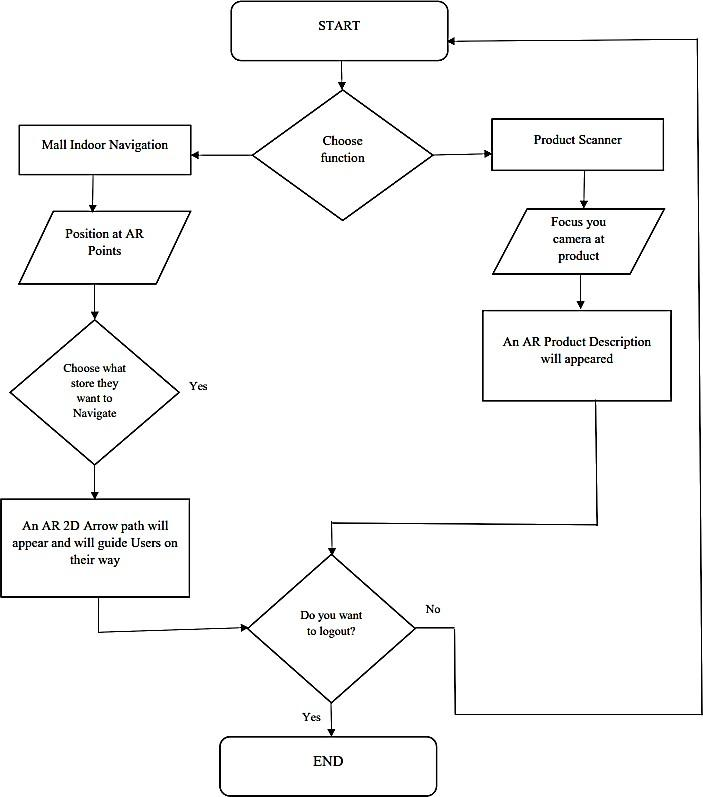 START
Choose
function
Mall Indoor Navigation
Product Scanner
Position at AR
Points
Focus you
camera at
product
Choose what
store they
want to
Navigate
Yes
An AR Product Description
will appeared
An AR 2D Arrow path will
appear and will guide Users on
their way
Do you want
to logout?
No
Yes
END